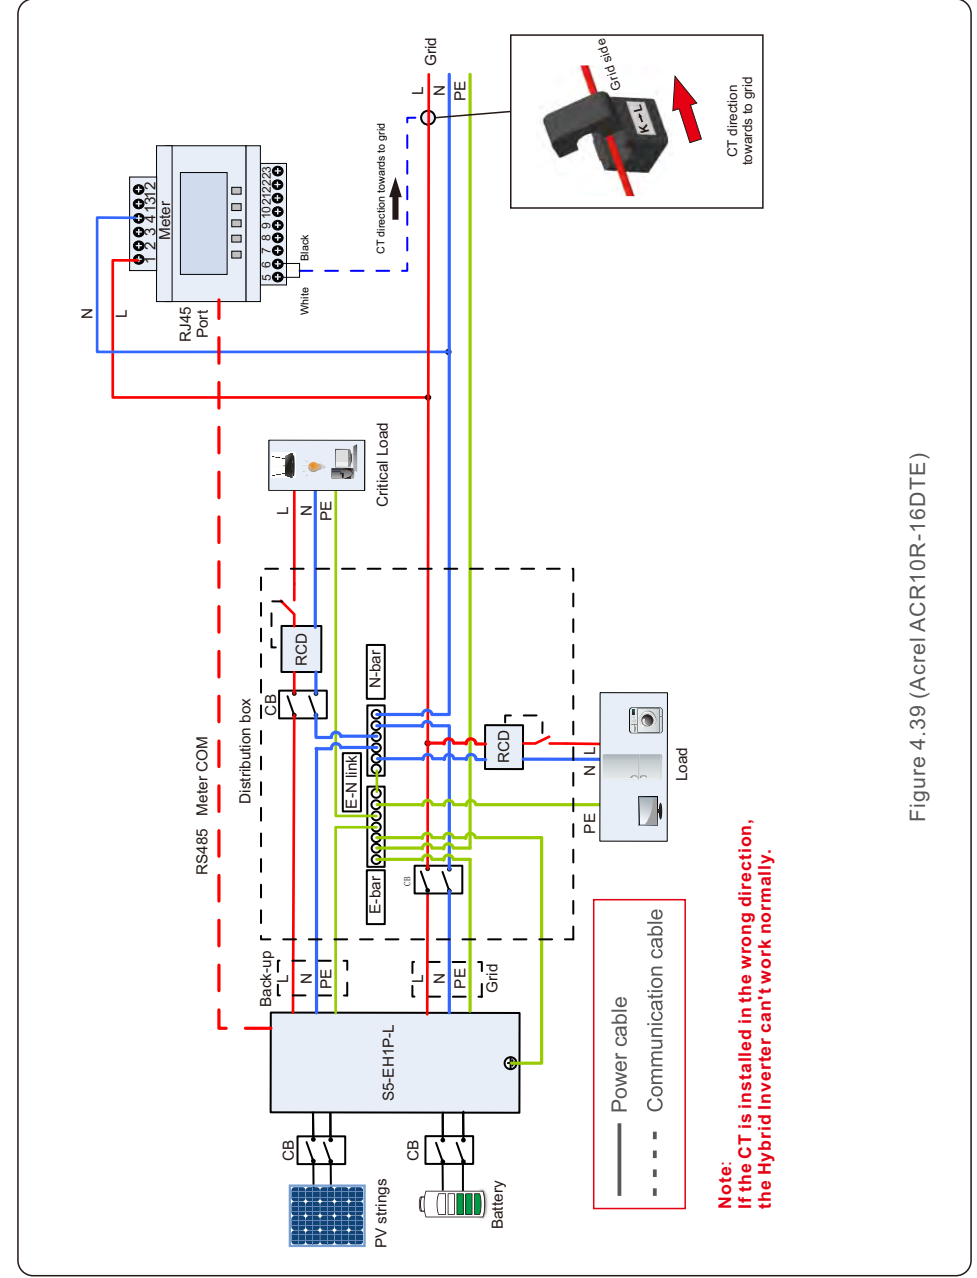 RS485 Meter COM
Distribution box
Back-up
L
N
PE
L
N
PE
Grid
S5-EH1P-L
CB
PV strings
CB
Battery
CB
RCD
L
N
PE
Critical Load
E-N link
N-bar
E-bar
CB
RCD
PE
N
L
Load
N
L
RJ45
Port
Meter
1 2 3 4 13 12
5 6 7 8 9 10 21 22 23
White
Black
CT direction towards to grid
L
N
PE
Grid
Grid side
K→L
CT direction
towards to grid
Power cable
Communication cable
Note:
If the CT is installed in the wrong direction,
the Hybrid Inverter can't work normally.
Figure 4.39 (Acrel ACR10R-16DTE)